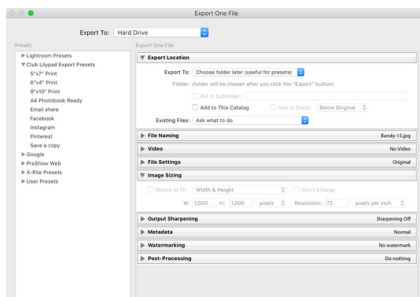 Export One File
Export To: Hard Drive
Preset:
Export One File
Lightroom Presets
Club Lilypad Export Presets
5"x7" Print
6"x4" Print
8"x10" Print
A4 Photobook Ready
Email share
Facebook
Instagram
Pinterest
Save a copy
Google
ProShow Web
X-Rite Presets
User Presets
Export Location
Export To: Choose folder later (useful for presets)
Folder: (folder will be chosen after you click the "Export" button)
Put in Subfolder:
Add to This Catalog Add to Stack: Below Original
Existing Files: Ask what to do
File Naming Bandy-15.jpg
Video No Video
File Settings Original
Image Sizing
Resize to Fit: Width & Height Don't Enlarge
W: 1,000 H: 1,000 pixels Resolution: 72 pixels per inch
Output Sharpening Sharpening Off
Metadata Normal
Watermarking No watermark
Post-Processing Do nothing